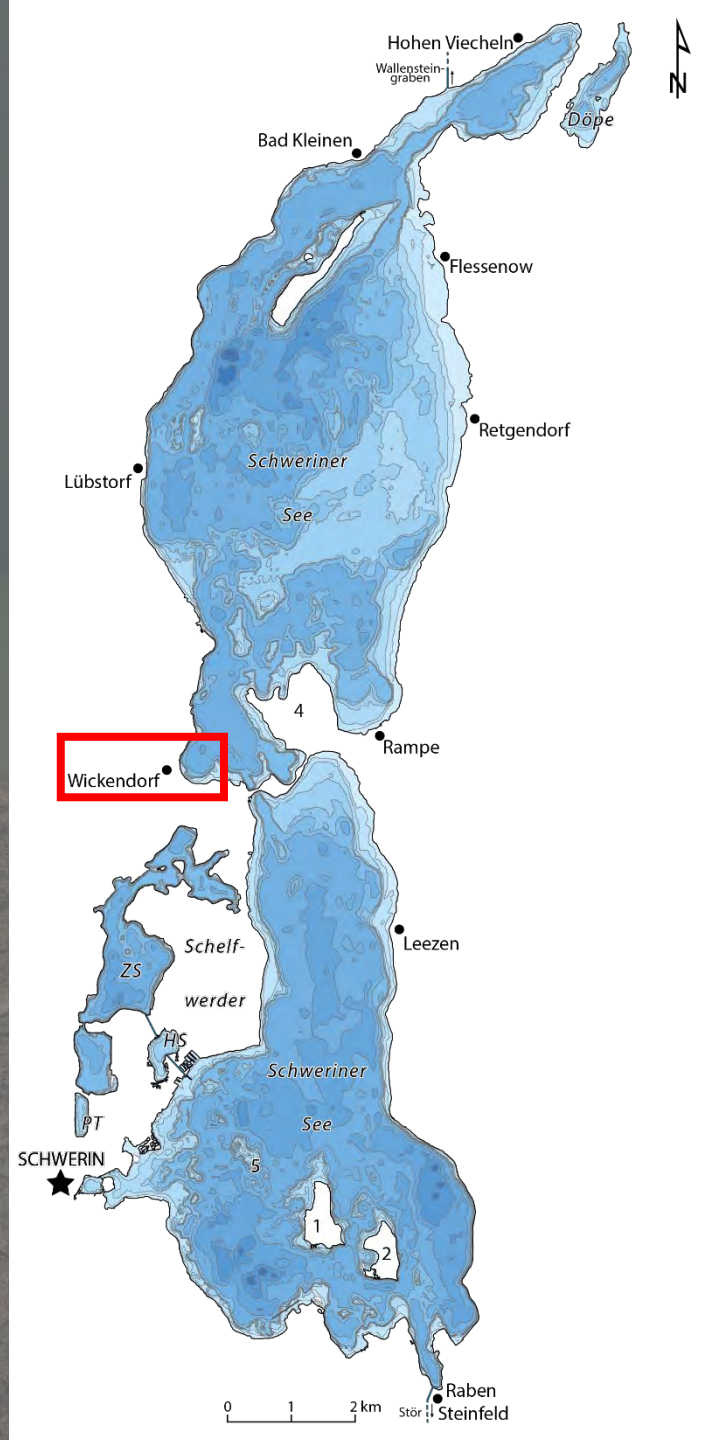 Hohen Viecheln
Wallenstein-
graben
Döpe
N
Bad Kleinen
Flessenow
Retgendorf
Schweriner
See
Lübstorf
4
Rampe
Wickendorf
Leezen
Schelf-
werder
ZS
HS
Schweriner
See
PT
5
SCHWERIN
1
2
Raben
Steinfeld
Stör
0 1 2 km